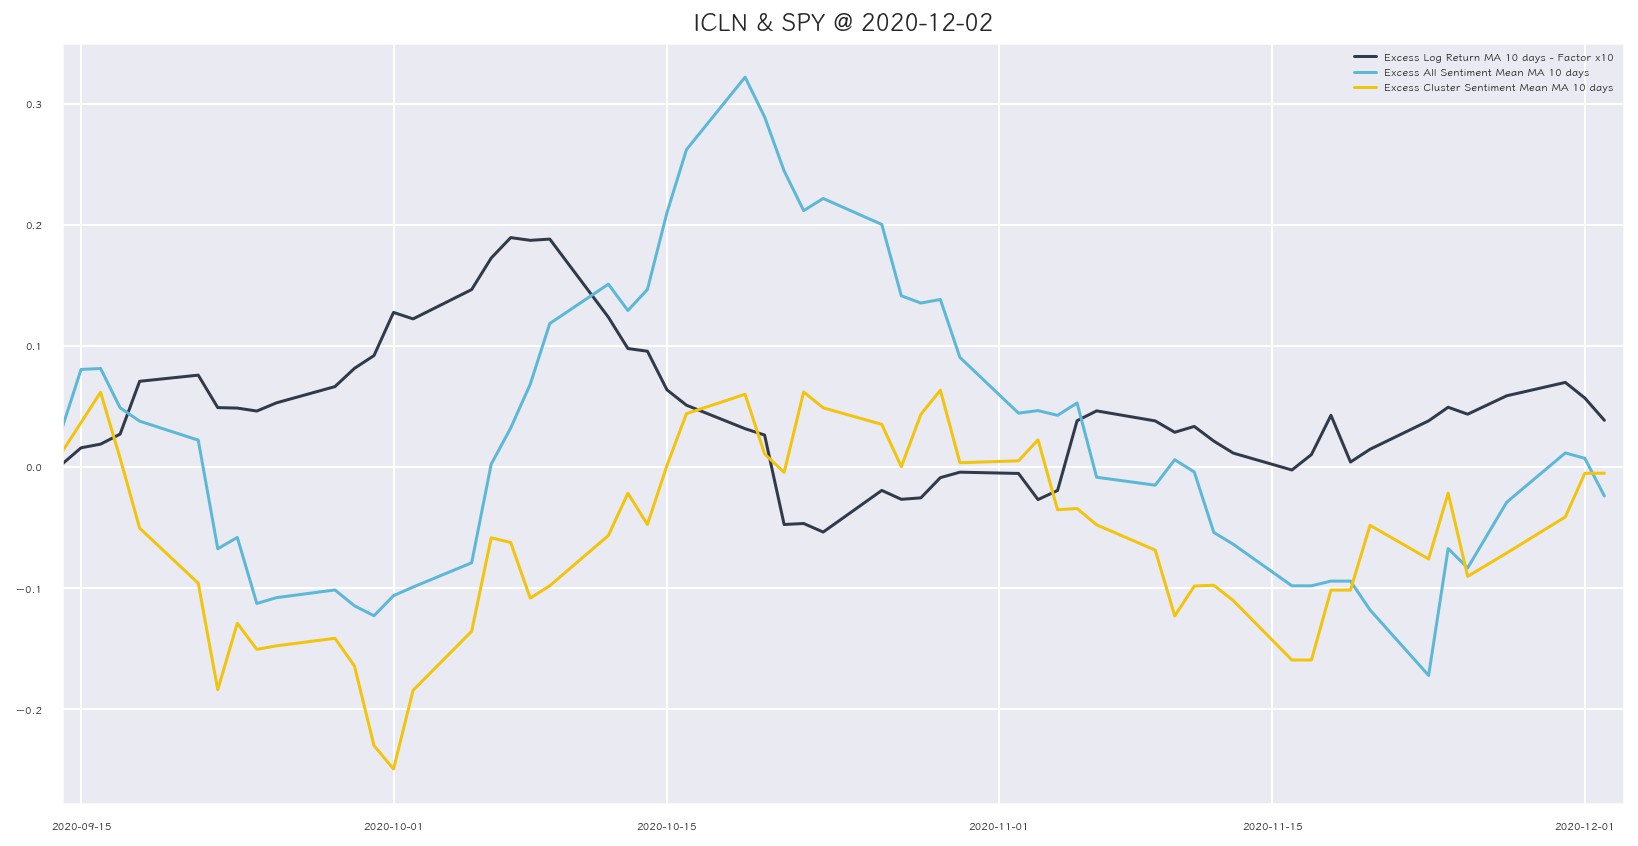 ICLN & SPY @ 2020-12-02
Excess Log Return MA 10 days - Factor x10
Excess All Sentiment Mean MA 10 days
Excess Cluster Sentiment Mean MA 10 days
0.3
0.2
0.1
0.0
−0.1
−0.2
2020-09-15 2020-10-01 2020-10-15 2020-11-01 2020-11-15 2020-12-01